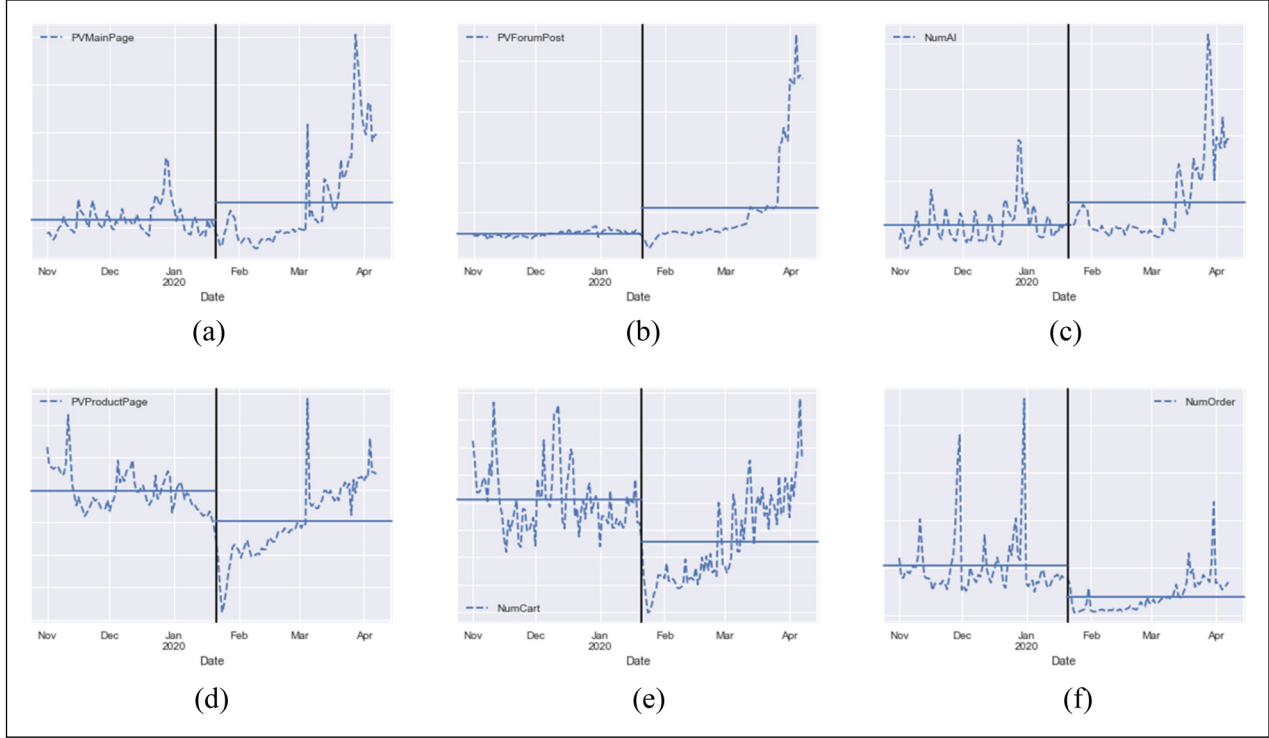 PVMainPage
Nov Dec Jan Feb Mar Apr
2020
Date
(a)
PVForumPost
Nov Dec Jan Feb Mar Apr
2020
Date
(b)
NumAI
Nov Dec Jan Feb Mar Apr
2020
Date
(c)
PVProductPage
Nov Dec Jan Feb Mar Apr
2020
Date
(d)
NumCart
Nov Dec Jan Feb Mar Apr
2020
Date
(e)
NumOrder
Nov Dec Jan Feb Mar Apr
2020
Date
(f)